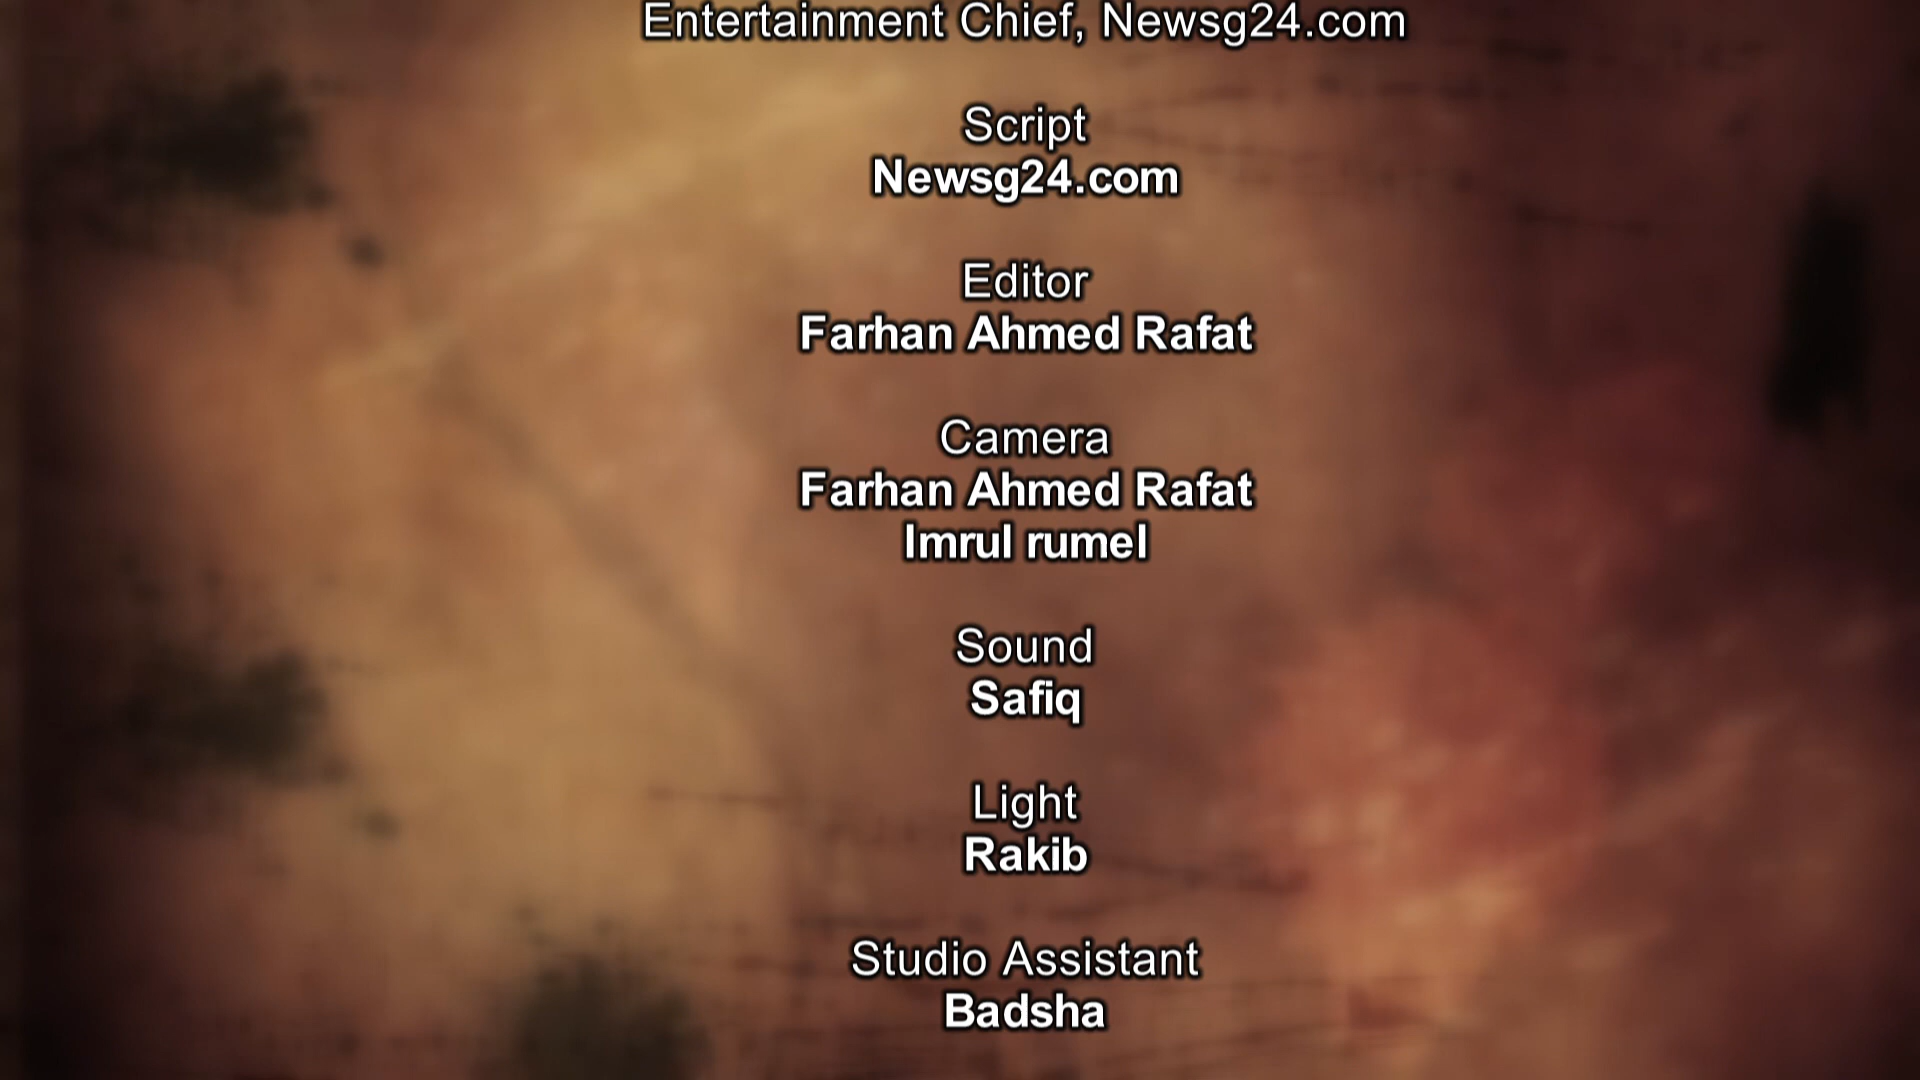 Entertainment Chief, Newsg24.com
Script
Newsg24.com
Editor
Farhan Ahmed Rafat
Camera
Farhan Ahmed Rafat
Imrul rumel
Sound
Safiq
Light
Rakib
Studio Assistant
Badsha